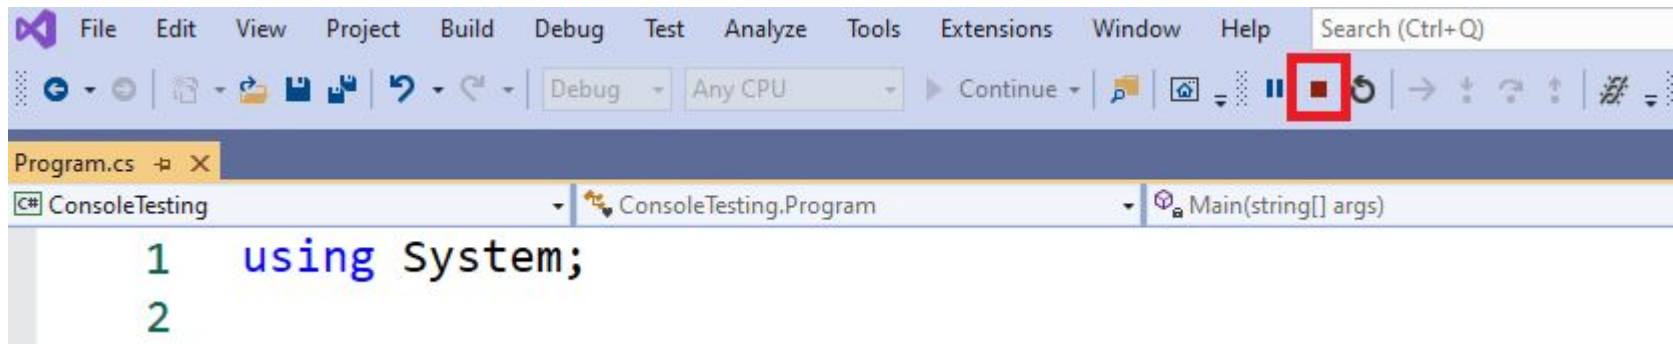 File Edit View Project Build Debug Test Analyze Tools Extensions Window Help Search (Ctrl+Q)
Debug Any CPU Continue
Program.cs
C# ConsoleTesting ConsoleTesting.Program Main(string[] args)
1 using System;
2